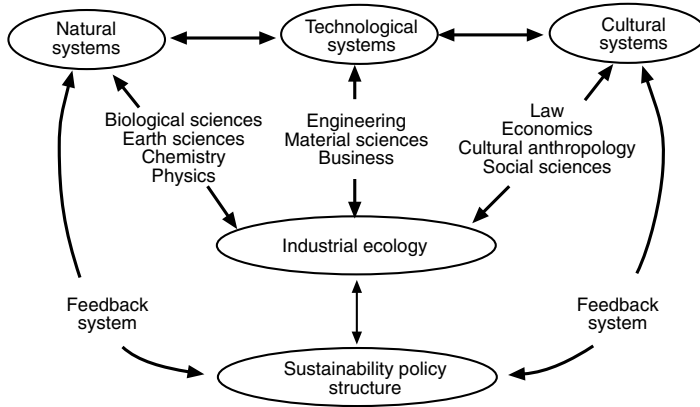 Natural
systems
Technological
systems
Cultural
systems
Biological sciences
Earth sciences
Chemistry
Physics
Engineering
Material sciences
Business
Law
Economics
Cultural anthropology
Social sciences
Industrial ecology
Feedback
system
Feedback
system
Sustainability policy
structure